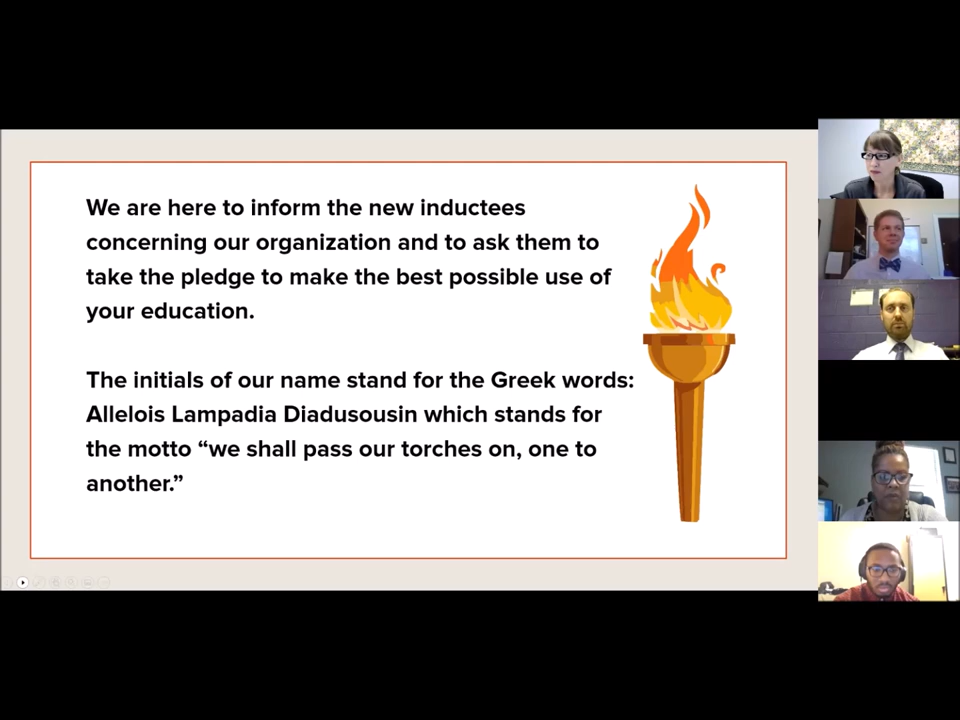 We are here to inform the new inductees
concerning our organization and to ask them to
take the pledge to make the best possible use of
your education.
The initials of our name stand for the Greek words:
Allelois Lampadia Diadusousin which stands for
the motto “we shall pass our torches on, one to
another.”